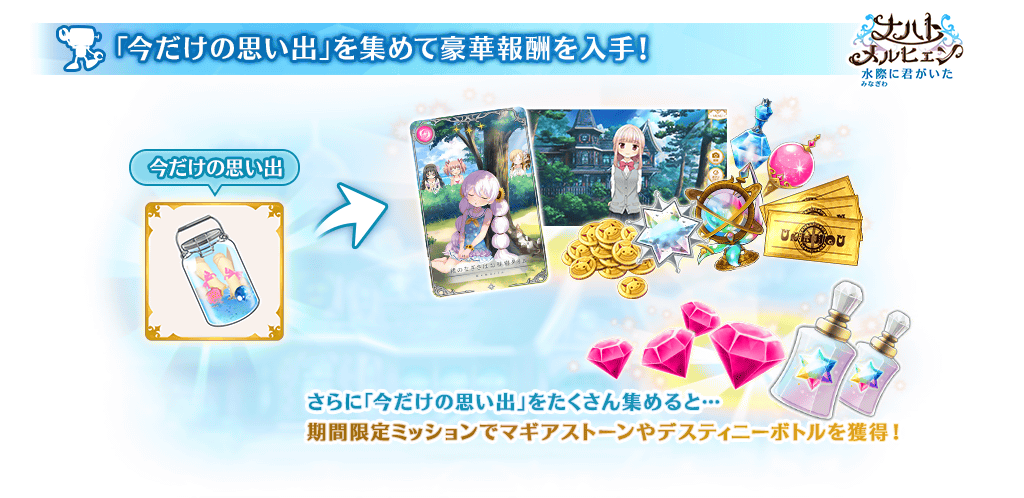 「今だけの思い出」を集めて豪華報酬を入手！
ナハトメルヒェン
水際に君がいた
みなぎわ
今だけの思い出
さらに「今だけの思い出」をたくさん集めると…
期間限定ミッションでマギアストーンやデスティニーボトルを獲得！